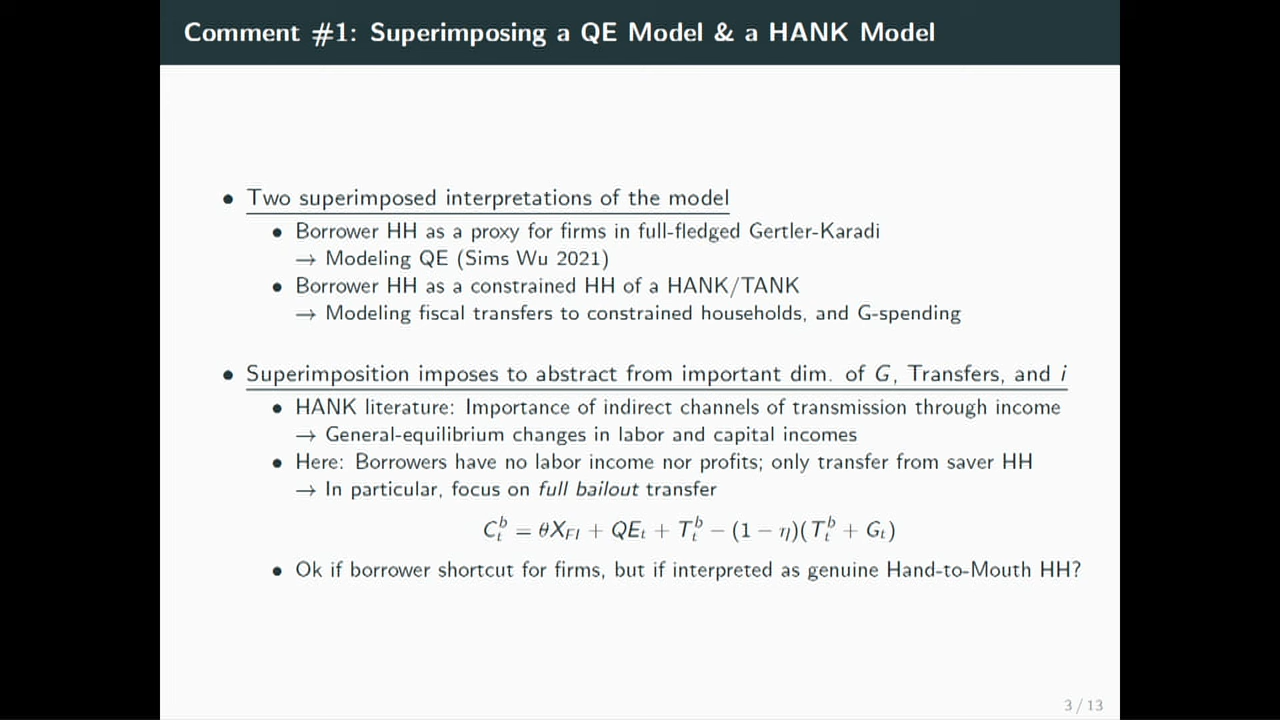 Comment #1: Superimposing a QE Model & a HANK Model
• Two superimposed interpretations of the model
• Borrower HH as a proxy for firms in full-fledged Gertler-Karadi
→ Modeling QE (Sims Wu 2021)
• Borrower HH as a constrained HH of a HANK/TANK
→ Modeling fiscal transfers to constrained households, and G-spending
• Superimposition imposes to abstract from important dim. of G, Transfers, and i
• HANK literature: Importance of indirect channels of transmission through income
→ General-equilibrium changes in labor and capital incomes
• Here: Borrowers have no labor income nor profits; only transfer from saver HH
→ In particular, focus on full bailout transfer
C_t^b = θX_{FI} + QE_t + T_t^b − (1 − η)(T_t^b + G_t)
• Ok if borrower shortcut for firms, but if interpreted as genuine Hand-to-Mouth HH?
3 / 13